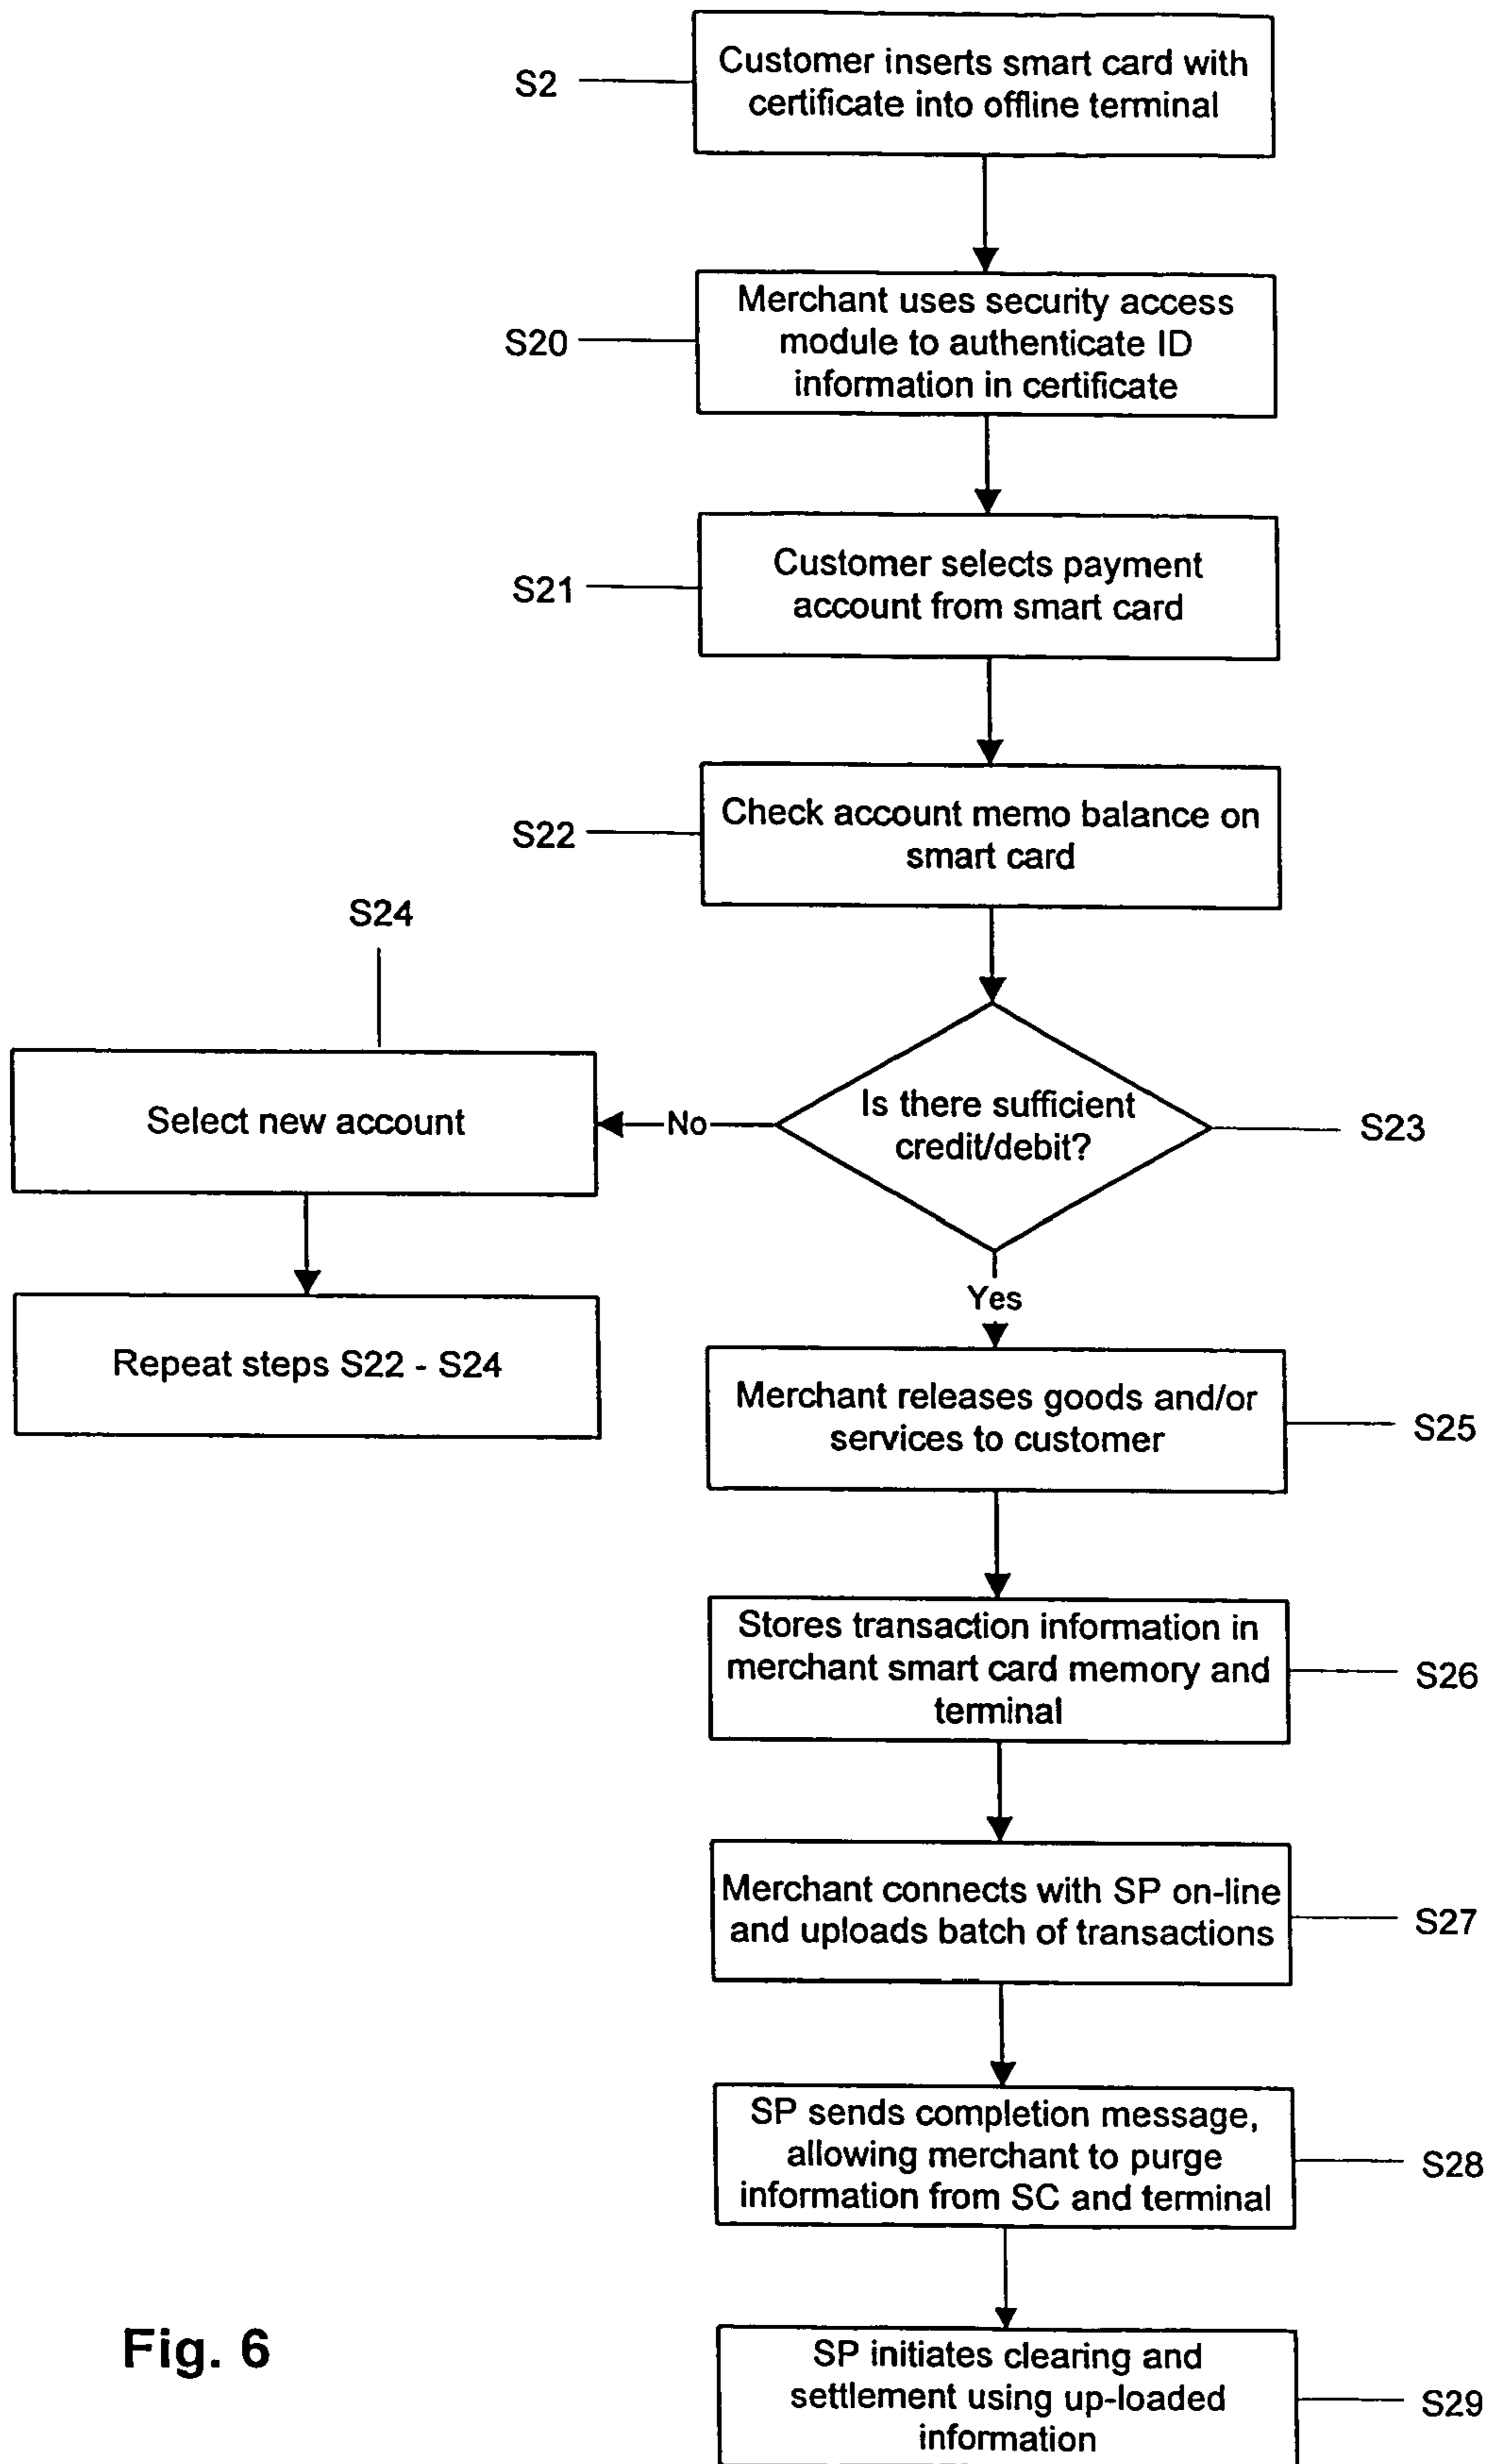 S2
Customer inserts smart card with
certificate into offline terminal
S20
Merchant uses security access
module to authenticate ID
information in certificate
S21
Customer selects payment
account from smart card
S22
Check account memo balance on
smart card
S24
Select new account
No
Is there sufficient
credit/debit?
S23
Repeat steps S22 - S24
Yes
Merchant releases goods and/or
services to customer
S25
Stores transaction information in
merchant smart card memory and
terminal
S26
Merchant connects with SP on-line
and uploads batch of transactions
S27
SP sends completion message,
allowing merchant to purge
information from SC and terminal
S28
SP initiates clearing and
settlement using up-loaded
information
S29
Fig. 6